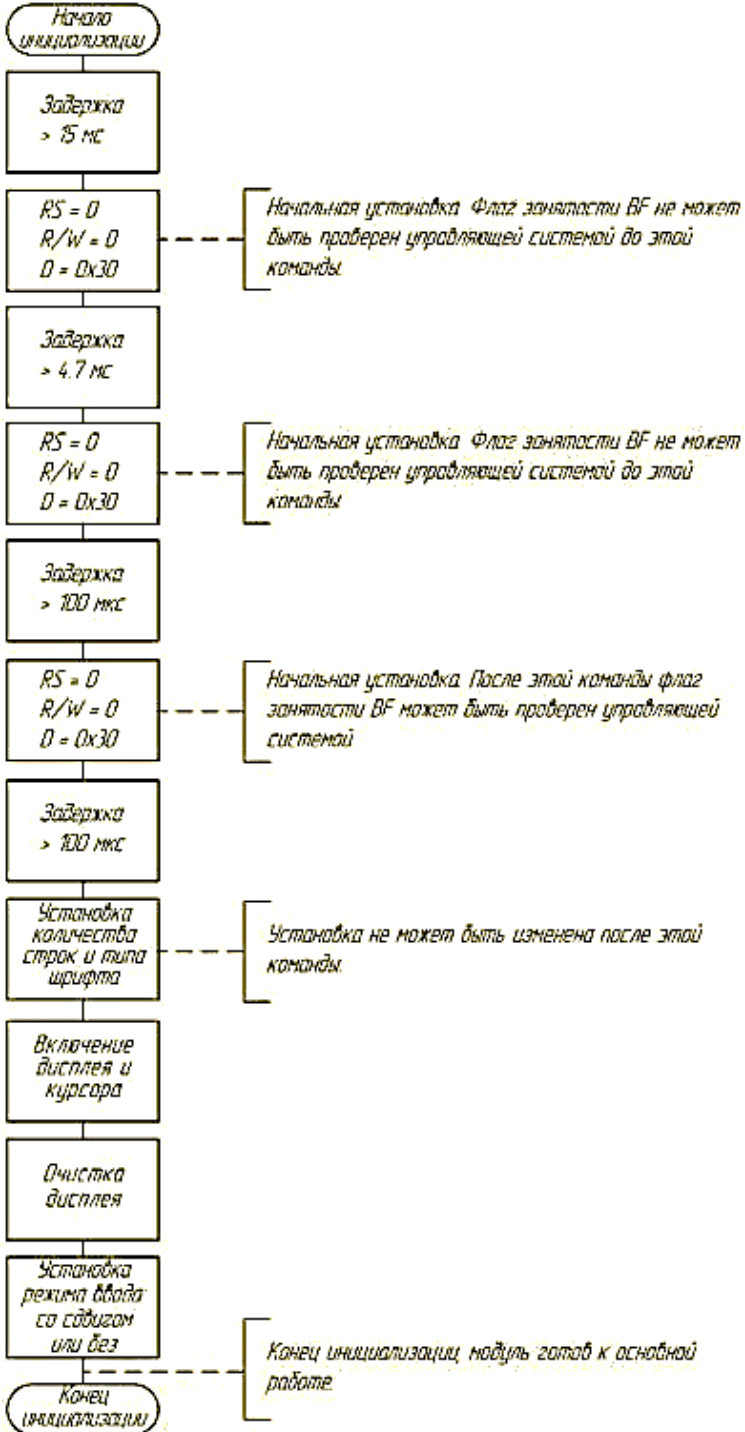 Начало
инициализации
Задержка
> 15 мс
RS = 0
R/W = 0
D = 0x30
Начальная установка. Флаг занятости BF не может
быть проверен управляющей системой до этой
команды.
Задержка
> 4.7 мс
RS = 0
R/W = 0
D = 0x30
Начальная установка. Флаг занятости BF не может
быть проверен управляющей системой до этой
команды
Задержка
> 100 мкс
RS = 0
R/W = 0
D = 0x30
Начальная установка. После этой команды флаг
занятости BF может быть проверен управляющей
системой
Задержка
> 100 мкс
Установка
количества
строк и типа
шрифта
Установка не может быть изменена после этой
команды.
Включение
дисплея и
курсора
Очистка
дисплея
Установка
режима ввода
со сдвигом
или без
Конец инициализации, модуль готов к основной
работе.
Конец
инициализации